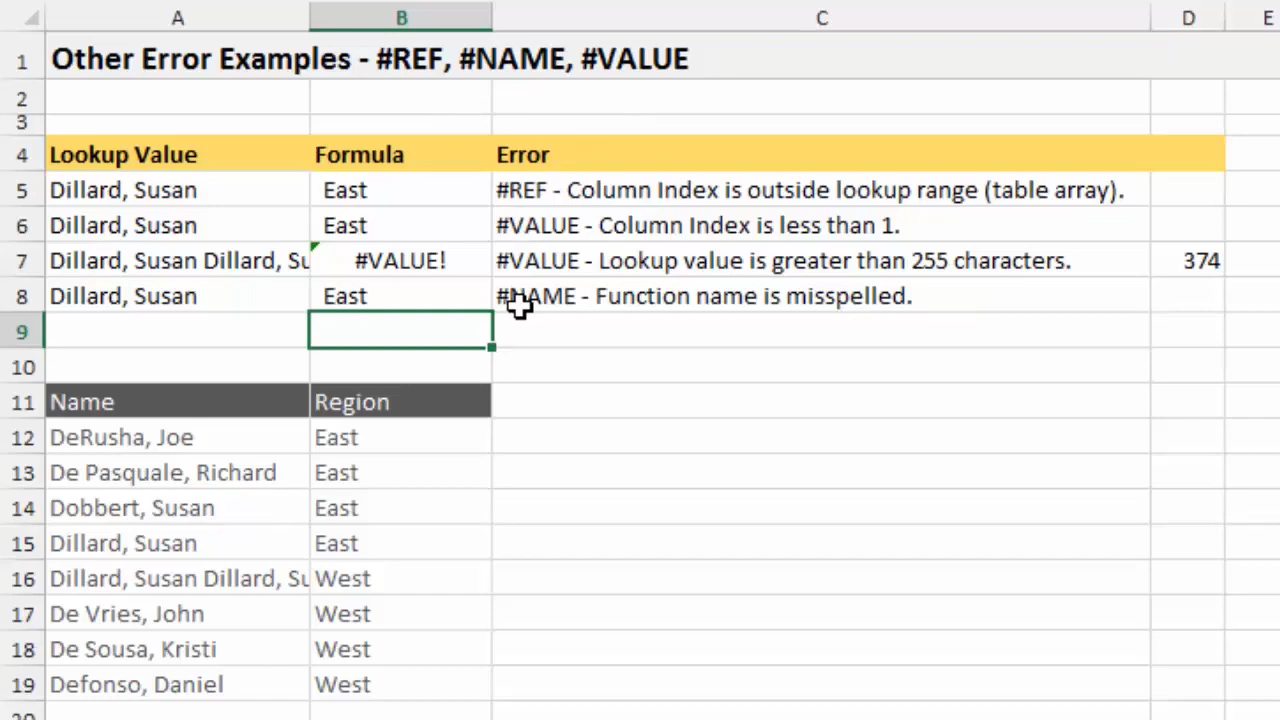 A B C D E
1 Other Error Examples - #REF, #NAME, #VALUE
2
3
4 Lookup Value Formula Error
5 Dillard, Susan East #REF - Column Index is outside lookup range (table array).
6 Dillard, Susan East #VALUE - Column Index is less than 1.
7 Dillard, Susan Dillard, Su #VALUE! #VALUE - Lookup value is greater than 255 characters. 374
8 Dillard, Susan East #NAME - Function name is misspelled.
9
10
11 Name Region
12 DeRusha, Joe East
13 De Pasquale, Richard East
14 Dobbert, Susan East
15 Dillard, Susan East
16 Dillard, Susan Dillard, Su West
17 De Vries, John West
18 De Sousa, Kristi West
19 Defonso, Daniel West